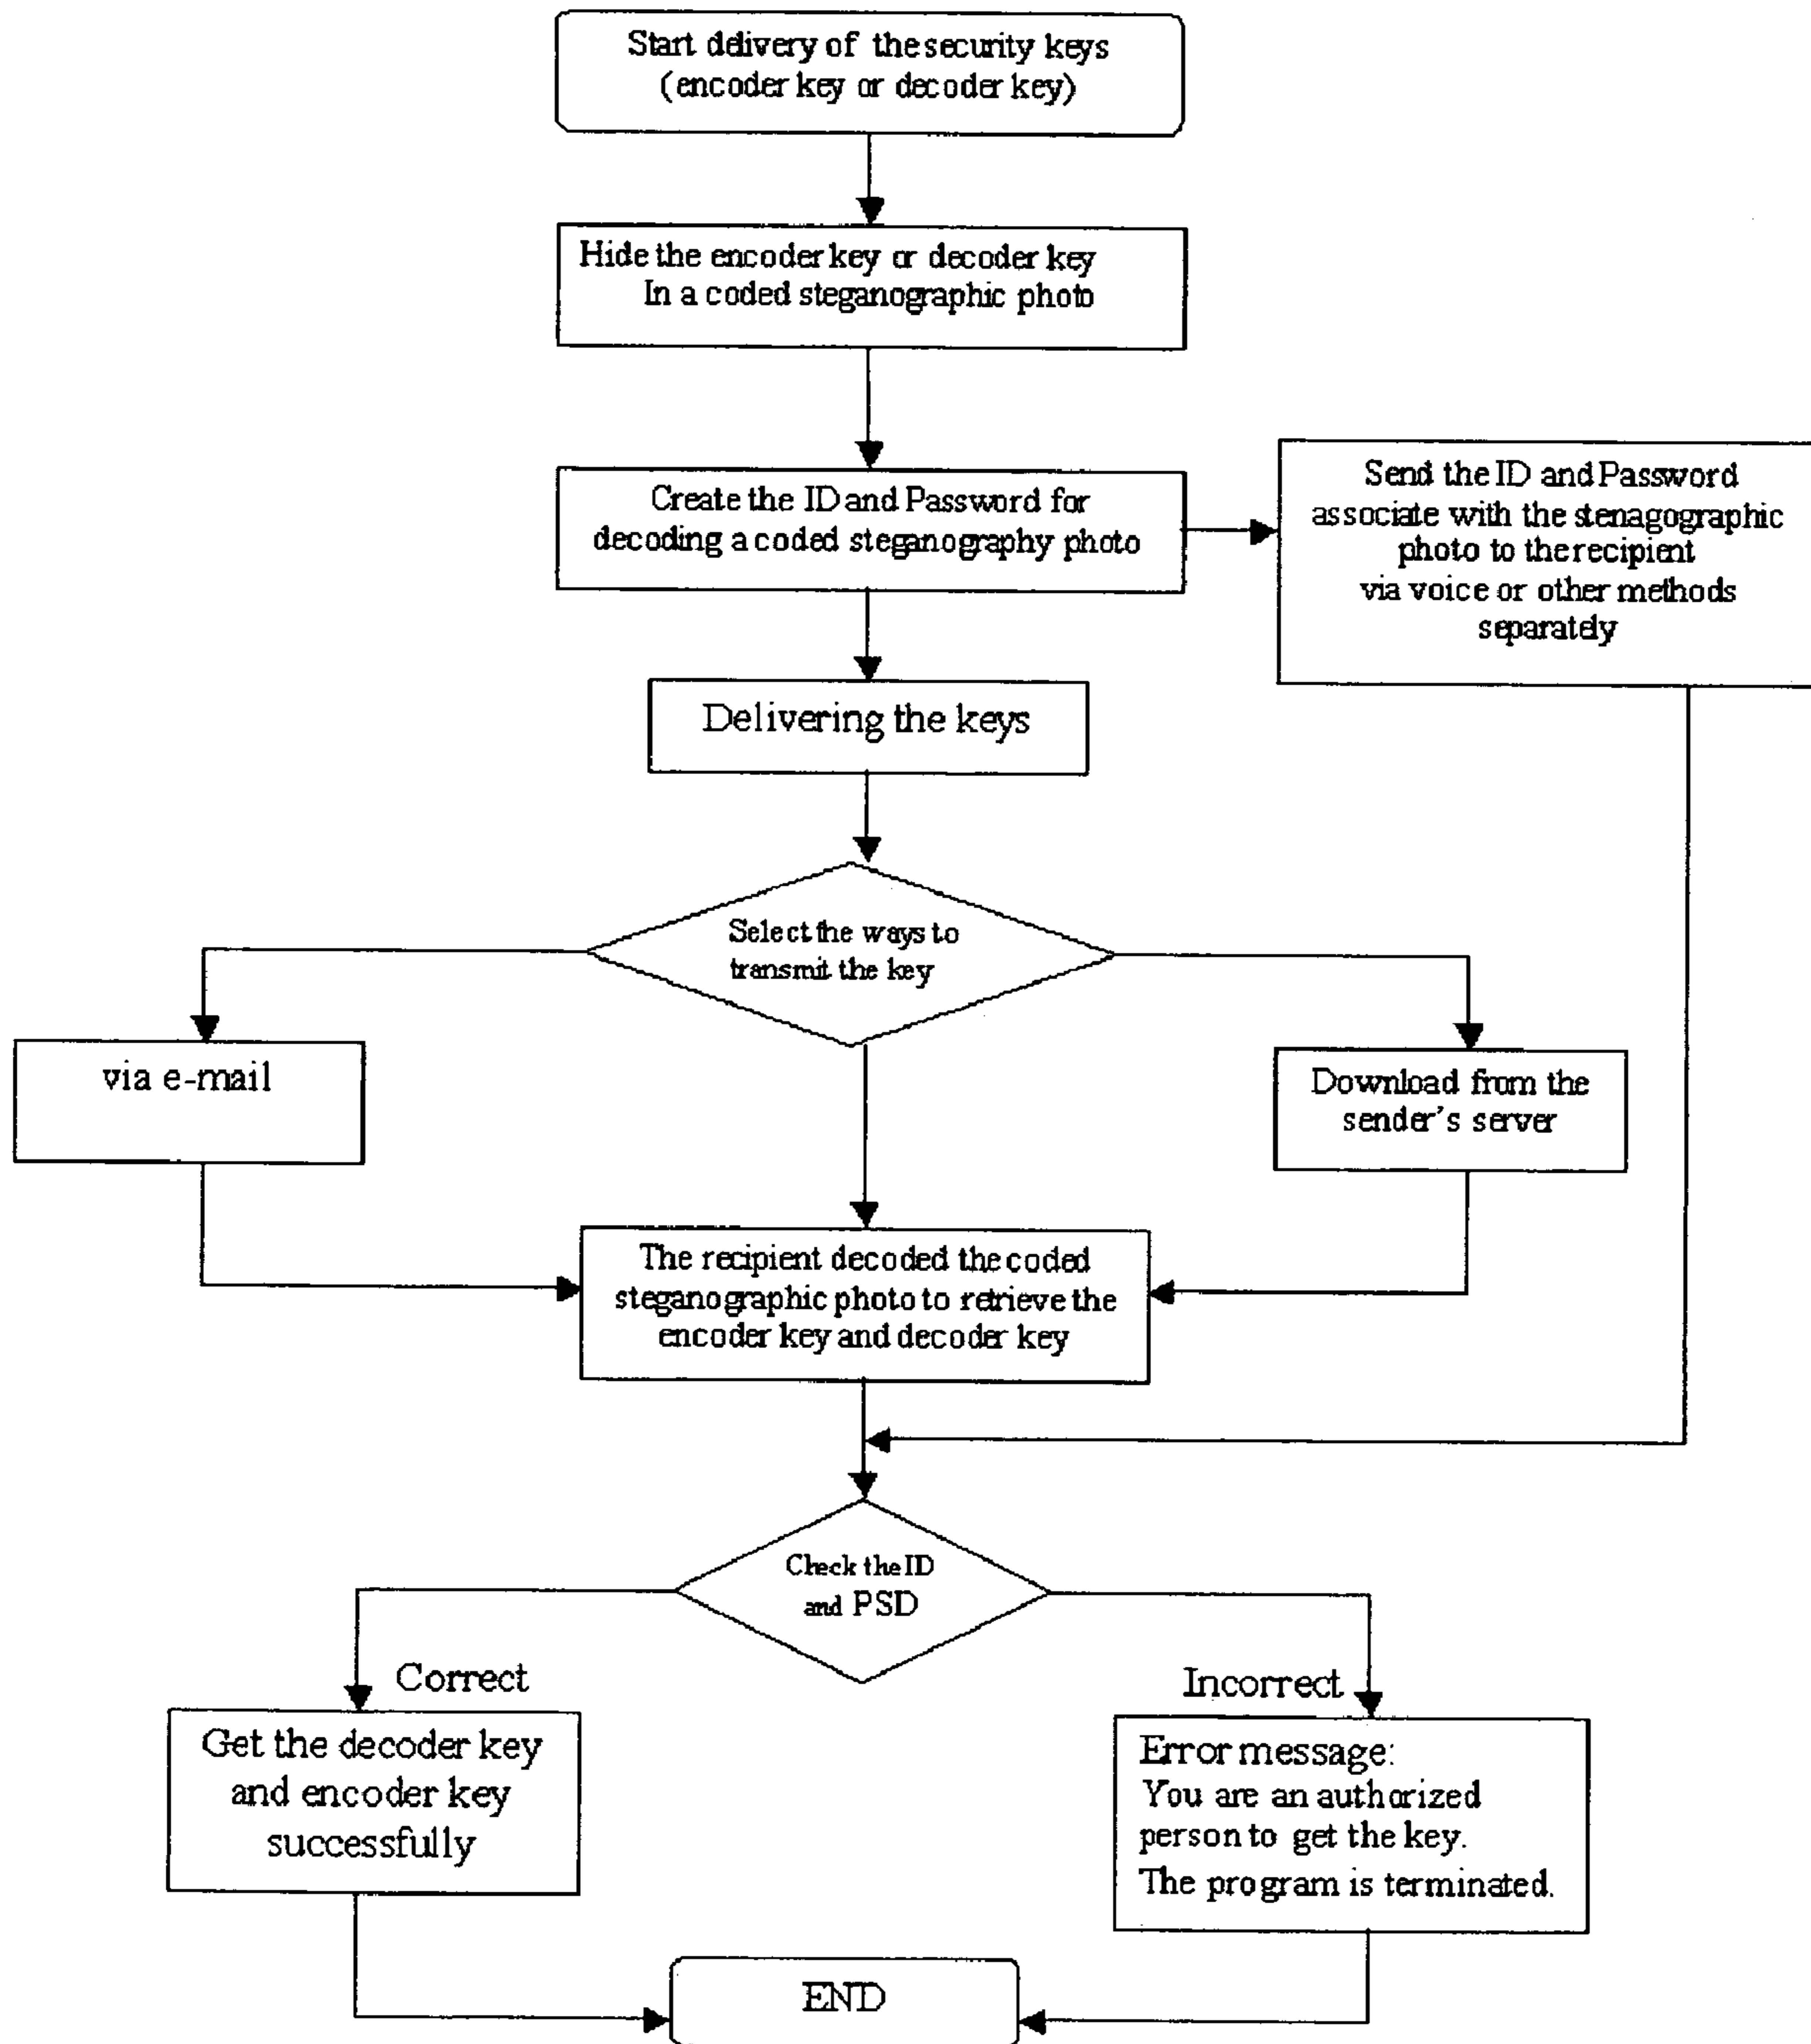 Start delivery of the security keys
(encoder key or decoder key)
Hide the encoder key or decoder key
In a coded steganographic photo
Create the ID and Password for
decoding a coded steganography photo
Send the ID and Password
associate with the stenagographic
photo to the recipient
via voice or other methods
separately
Delivering the keys
Select the ways to
transmit the key
via e-mail
Download from the
sender's server
The recipient decoded the coded
steganographic photo to retrieve the
encoder key and decoder key
Check the ID
and PSD
Correct
Incorrect
Get the decoder key
and encoder key
successfully
Error message:
You are an authorized
person to get the key.
The program is terminated.
END